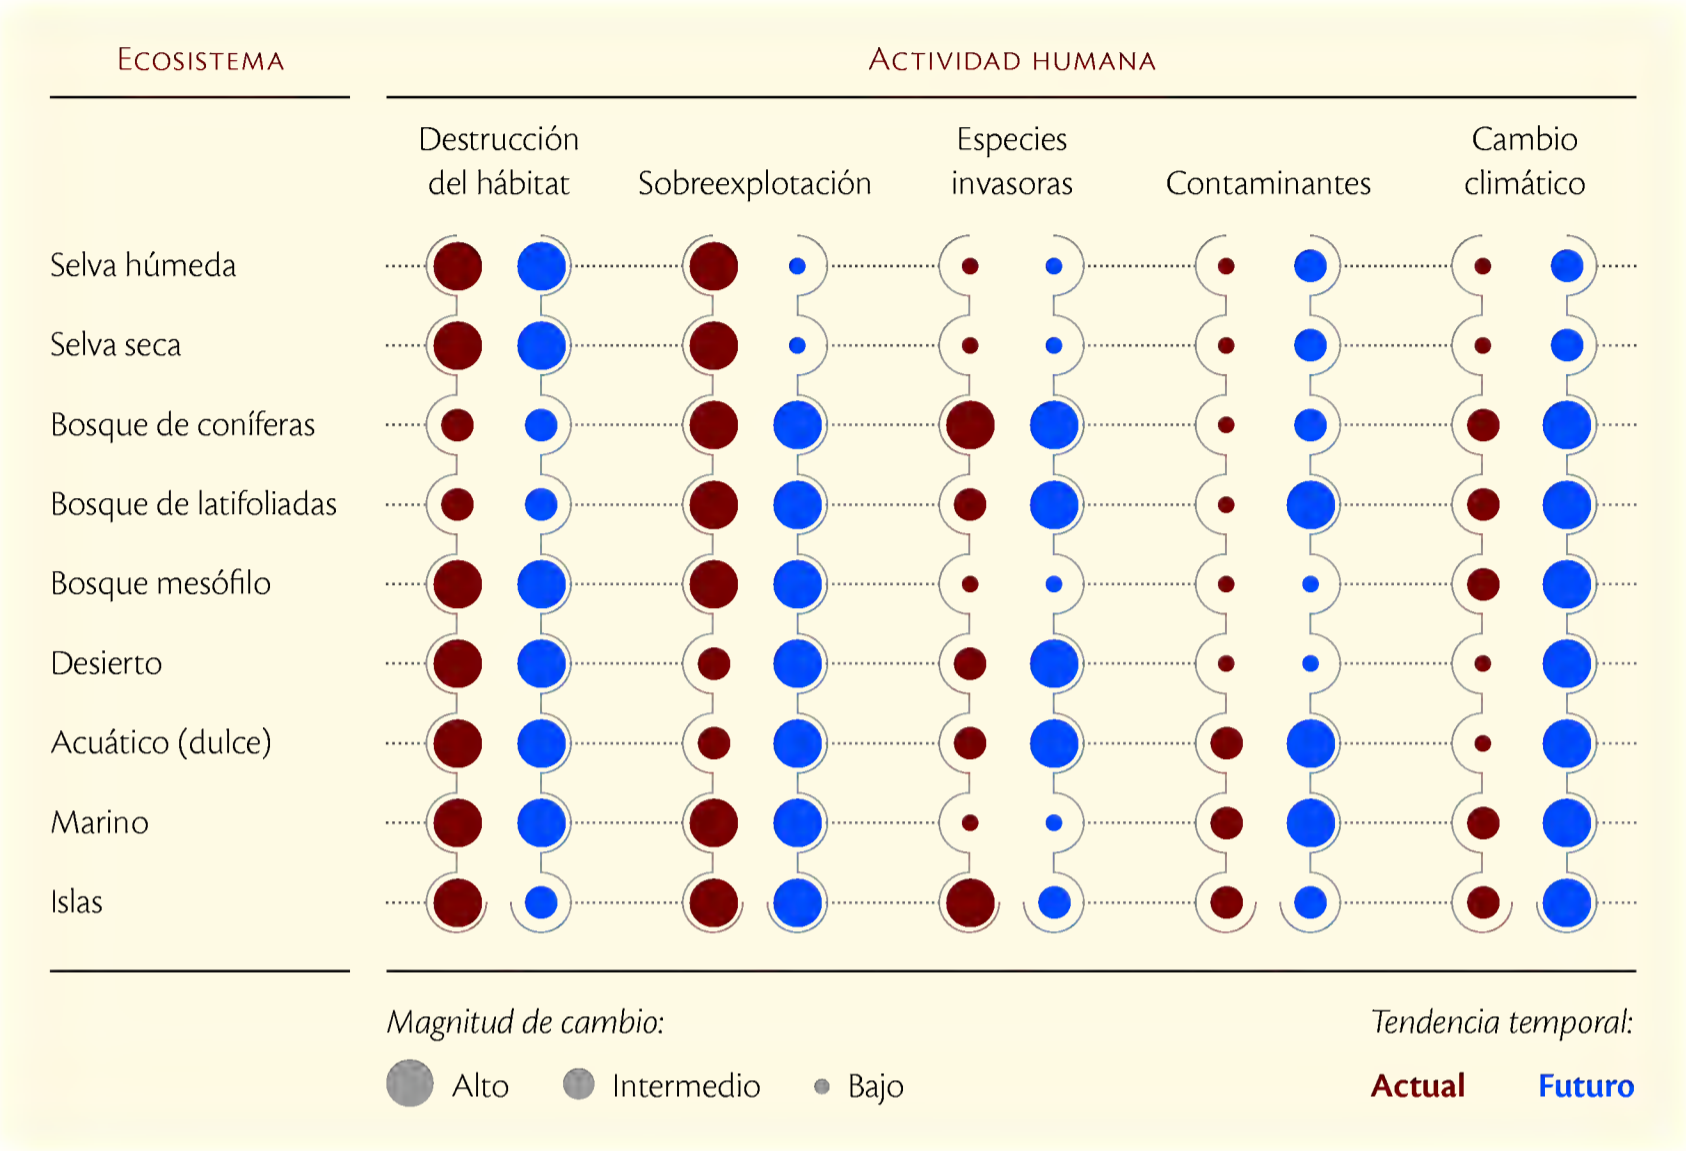 Ecosistema
Actividad humana
Destrucción
del hábitat
Sobreexplotación
Especies
invasoras
Contaminantes
Cambio
climático
Selva húmeda
Selva seca
Bosque de coníferas
Bosque de latifoliadas
Bosque mesófilo
Desierto
Acuático (dulce)
Marino
Islas
Magnitud de cambio:
Alto
Intermedio
Bajo
Tendencia temporal:
Actual
Futuro